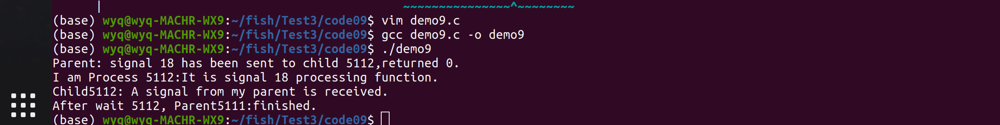 | ~~~~~~~~~~~~~~~^~~~~~~~~
(base) wyq@wyq-MACHR-WX9:~/fish/Test3/code09$ vim demo9.c
(base) wyq@wyq-MACHR-WX9:~/fish/Test3/code09$ gcc demo9.c -o demo9
(base) wyq@wyq-MACHR-WX9:~/fish/Test3/code09$ ./demo9
Parent: signal 18 has been sent to child 5112,returned 0.
I am Process 5112:It is signal 18 processing function.
Child5112: A signal from my parent is received.
After wait 5112, Parent5111:finished.
(base) wyq@wyq-MACHR-WX9:~/fish/Test3/code09$